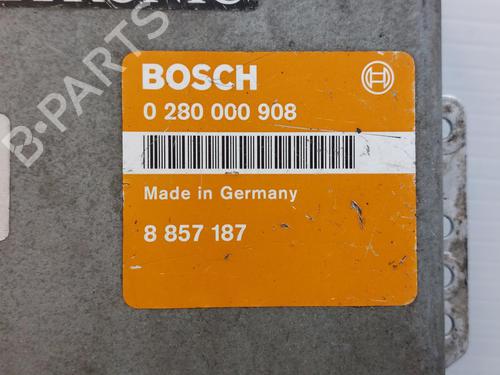 BOSCH
0 280 000 908
Made in Germany
8 857 187
B-PARTS